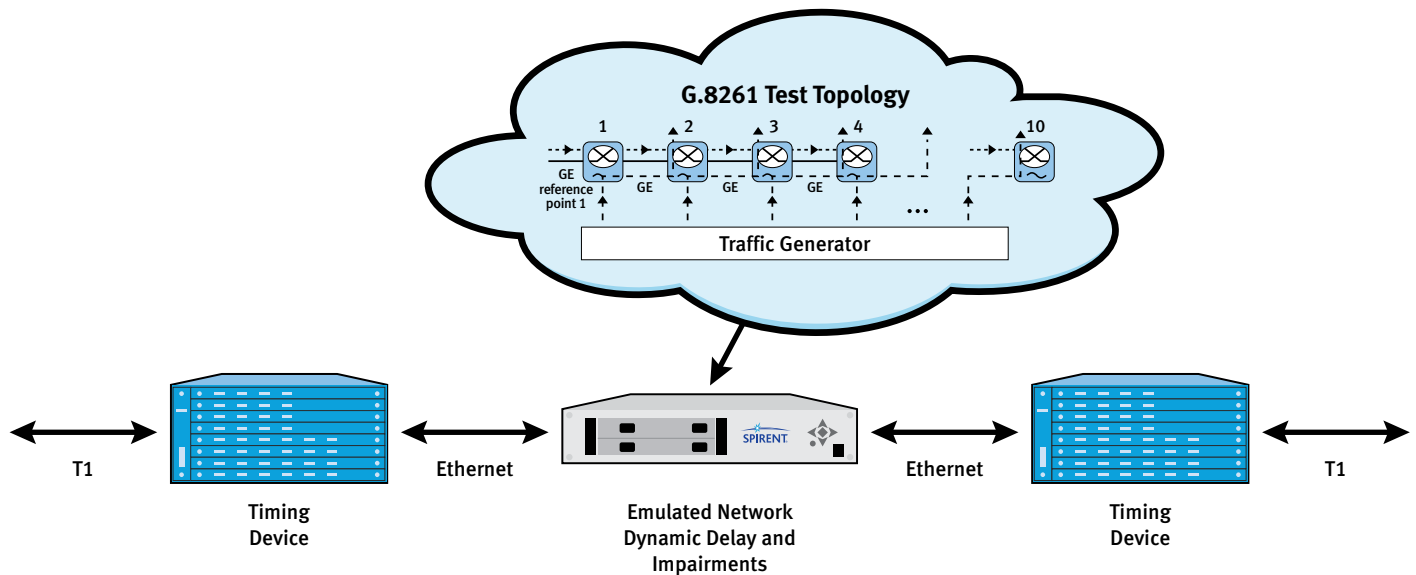 G.8261 Test Topology
1 2 3 4 10
GE
reference
point 1
GE GE GE
...
Traffic Generator
SPIRENT
T1 Ethernet Ethernet T1
Timing
Device
Emulated Network
Dynamic Delay and
Impairments
Timing
Device